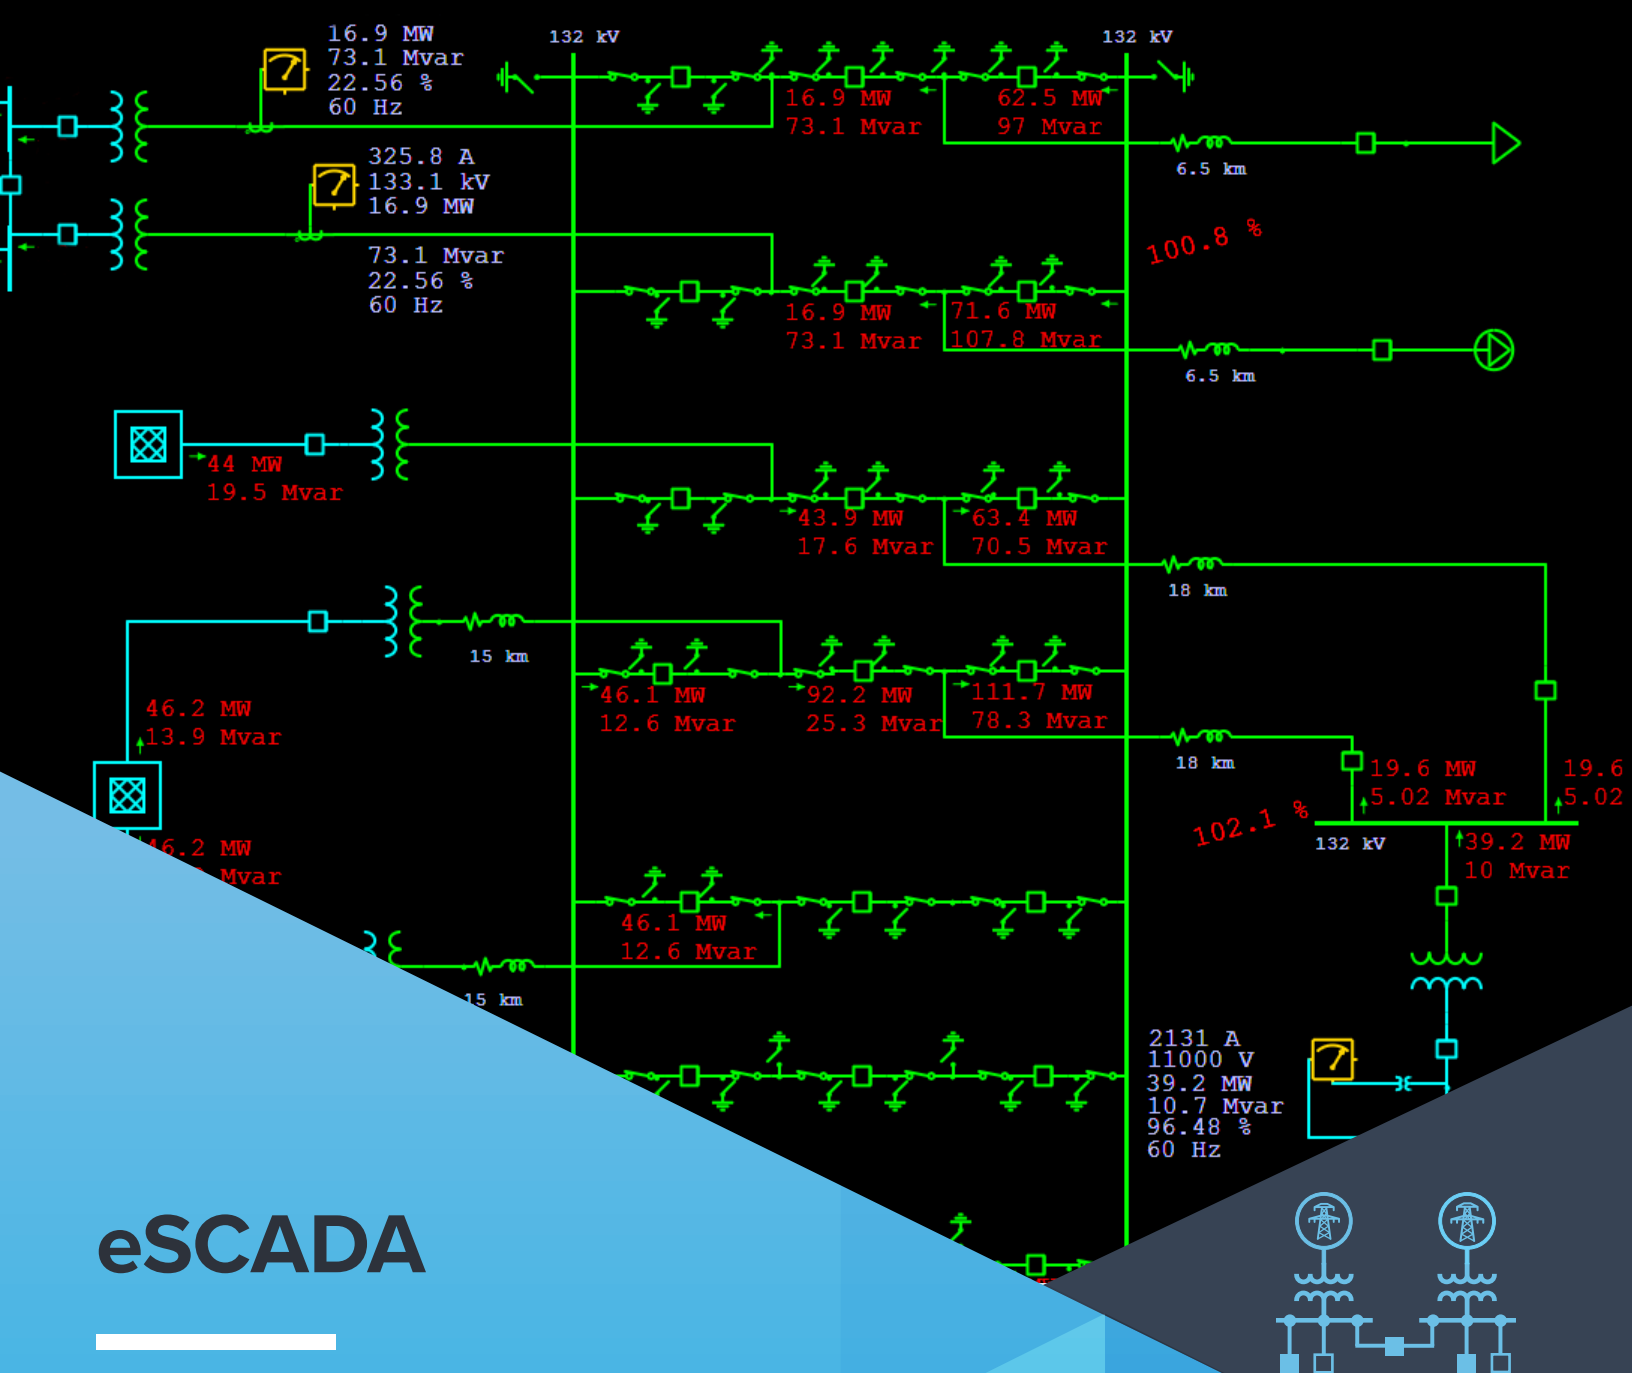 16.9 MW
73.1 Mvar
22.56 %
60 Hz
132 kV
132 kV
16.9 MW
73.1 Mvar
62.5 MW
97 Mvar
325.8 A
133.1 kV
16.9 MW
73.1 Mvar
22.56 %
60 Hz
6.5 km
100.8 %
16.9 MW
73.1 Mvar
71.6 MW
107.8 Mvar
6.5 km
44 MW
19.5 Mvar
43.9 MW
17.6 Mvar
63.4 MW
70.5 Mvar
18 km
15 km
46.1 MW
12.6 Mvar
92.2 MW
25.3 Mvar
111.7 MW
78.3 Mvar
18 km
46.2 MW
13.9 Mvar
19.6 MW
5.02 Mvar
19.6
5.02
102.1 %
132 kV
39.2 MW
10 Mvar
46.2 MW
Mvar
46.1 MW
12.6 Mvar
15 km
2131 A
11000 V
39.2 MW
10.7 Mvar
96.48 %
60 Hz
eSCADA